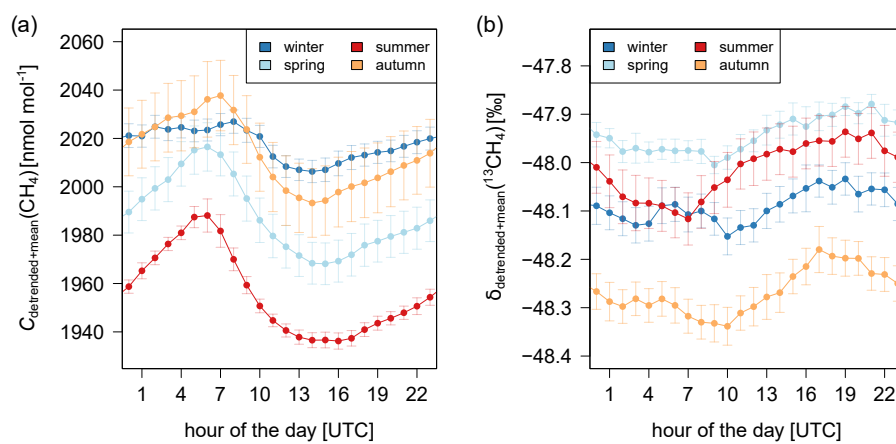 (a)
C_detrended+mean(CH₄) [nmol mol⁻¹]
2060
2040
2020
2000
1980
1960
1940
winter
summer
spring
autumn
1 4 7 10 13 16 19 22
hour of the day [UTC]
(b)
δ_detrended+mean(¹³CH₄) [‰]
−47.8
−47.9
−48.0
−48.1
−48.2
−48.3
−48.4
winter
summer
spring
autumn
1 4 7 10 13 16 19 22
hour of the day [UTC]